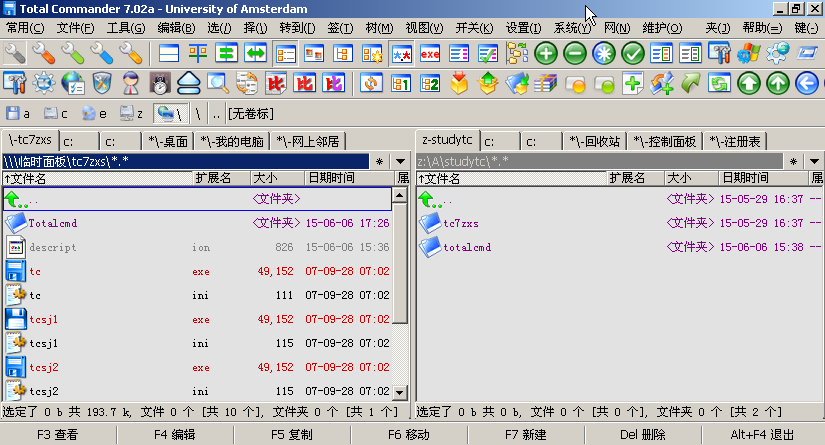 Total Commander 7.02a - University of Amsterdam
常用(C) 文件(F) 工具(G) 编辑(B) 选(/) 择(\) 转到(I) 签(T) 树(M) 视图(V) 开关(K) 设置(I) 系统(Y) 网(N) 维护(O) 夹(J) 帮助(=) 键(-)
exe 1 2
a c e z \ \ .. [无卷标]
\-tc7zxs c: c: *\-桌面 *\-我的电脑 *\-网上邻居 z-studytc c: c: *\-回收站 *\-控制面板 *\-注册表
\\\临时面板\tc7zxs\*.* * z:\A\studytc\*.* *
↑文件名 扩展名 大小 日期时间 属 ↑文件名 扩展名 大小 日期时间 属
.. <文件夹> .. <文件夹> 15-05-29 16:37 --
Totalcmd <文件夹> 15-06-06 17:26 tc7zxs <文件夹> 15-05-29 16:37 --
descript ion 826 15-06-06 15:36 totalcmd <文件夹> 15-06-06 15:38 --
tc exe 49,152 07-09-28 07:02
tc ini 111 07-09-28 07:02
tcsj1 exe 49,152 07-09-28 07:02
tcsj1 ini 115 07-09-28 07:02
tcsj2 exe 49,152 07-09-28 07:02
tcsj2 ini 115 07-09-28 07:02
选定了 0 b 共 193.7 k, 文件 0 个 [共 10 个], 文件夹 0 个 [共 1 个] 选定了 0 b 共 0 b, 文件 0 个 [共 0 个], 文件夹 0 个 [共 2 个]
F3 查看 F4 编辑 F5 复制 F6 移动 F7 新建 Del 删除 Alt+F4 退出